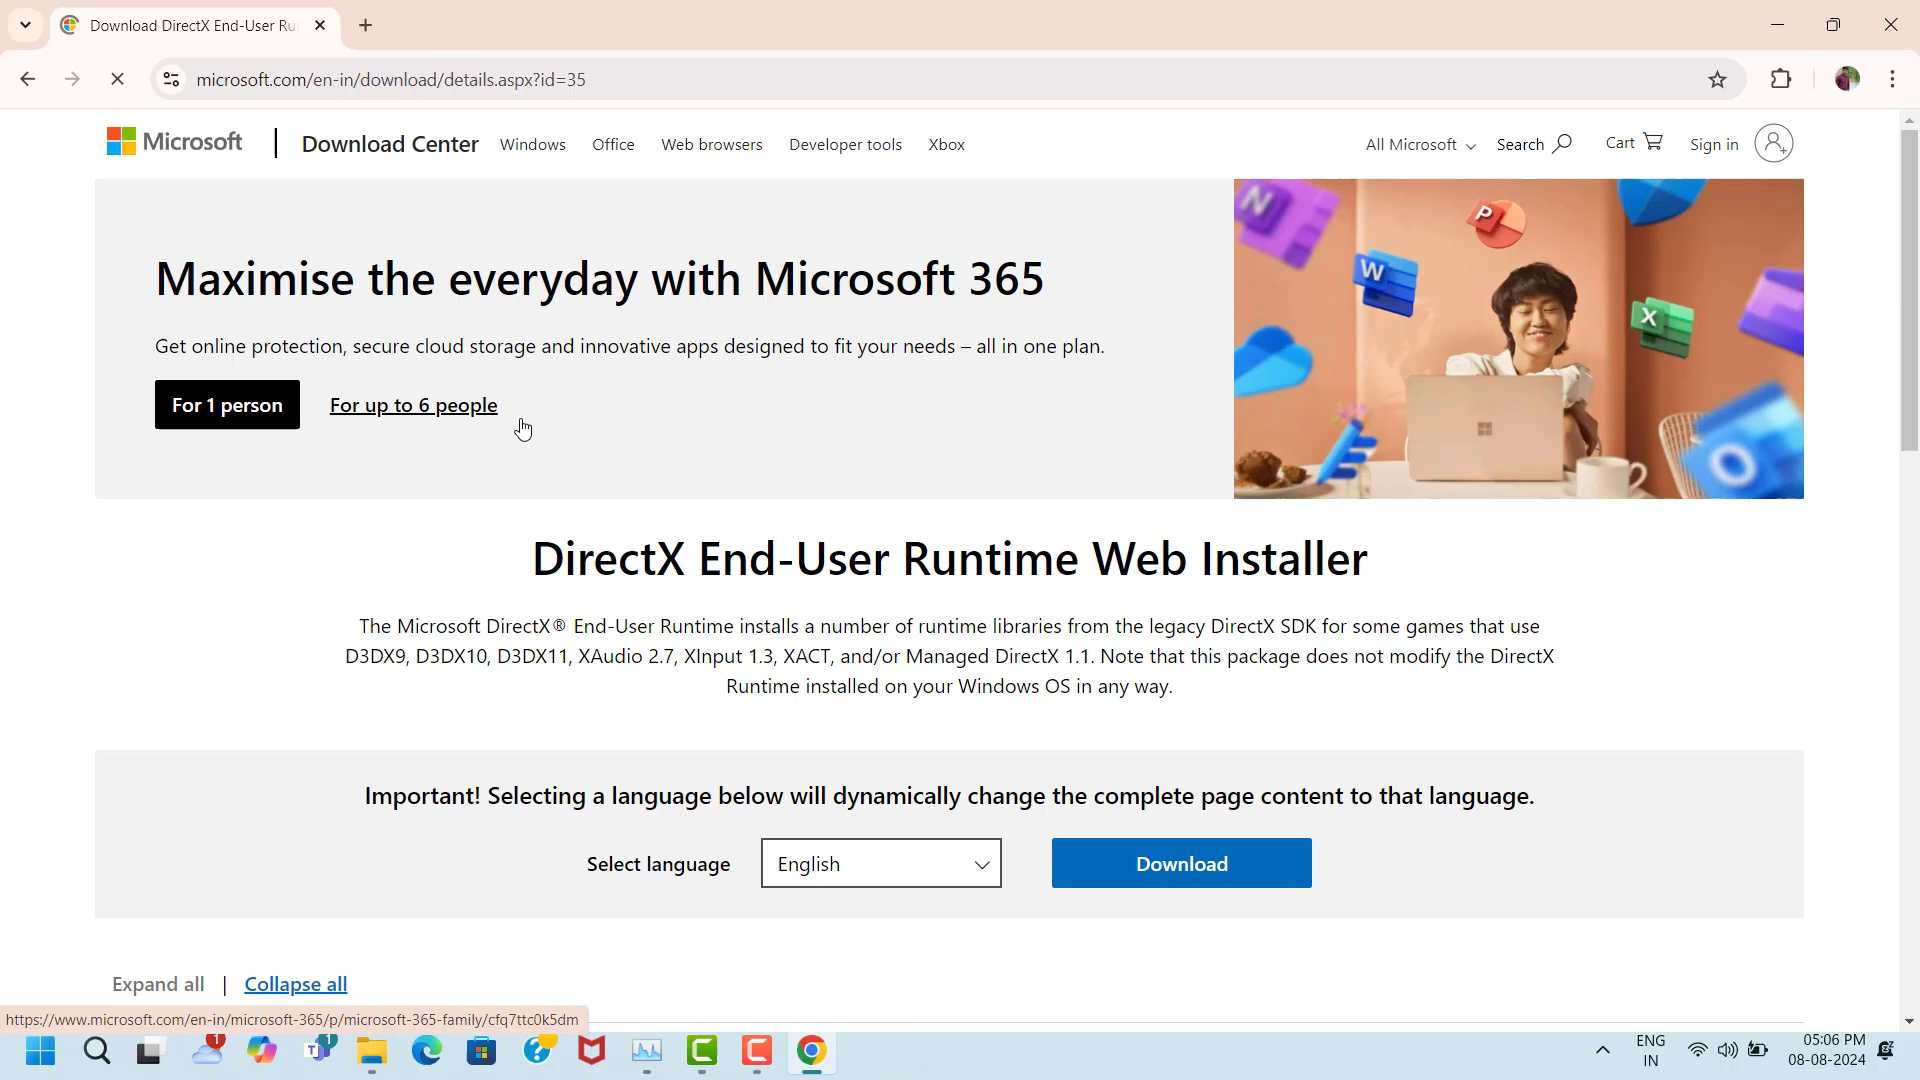 Download DirectX End-User Ru
microsoft.com/en-in/download/details.aspx?id=35
Microsoft
Download Center
Windows
Office
Web browsers
Developer tools
Xbox
All Microsoft
Search
Cart
Sign in
Maximise the everyday with Microsoft 365
Get online protection, secure cloud storage and innovative apps designed to fit your needs – all in one plan.
For 1 person
For up to 6 people
N
P
W
X
O
DirectX End-User Runtime Web Installer
The Microsoft DirectX® End-User Runtime installs a number of runtime libraries from the legacy DirectX SDK for some games that use
D3DX9, D3DX10, D3DX11, XAudio 2.7, XInput 1.3, XACT, and/or Managed DirectX 1.1. Note that this package does not modify the DirectX
Runtime installed on your Windows OS in any way.
Important! Selecting a language below will dynamically change the complete page content to that language.
Select language
English
Download
Expand all | Collapse all
https://www.microsoft.com/en-in/microsoft-365/p/microsoft-365-family/cfq7ttc0k5dm
1
1
ENG
IN
05:06 PM
08-08-2024